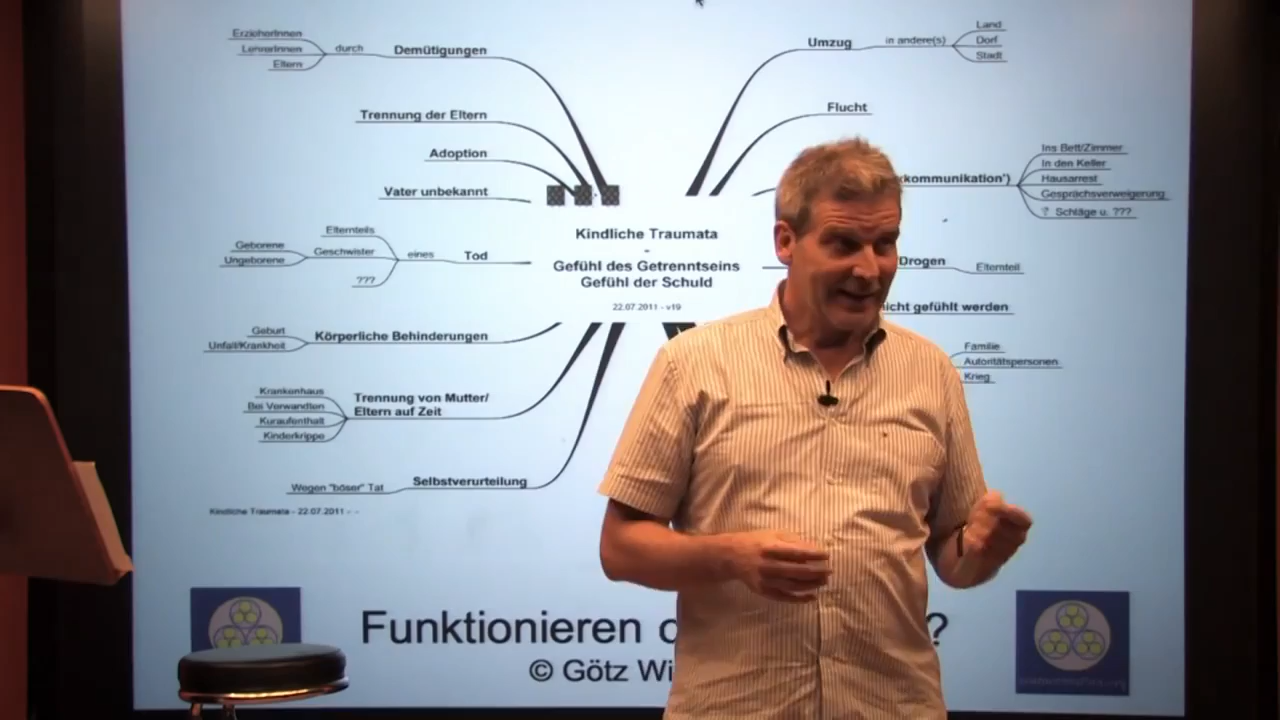 ErzieherInnen
LehrerInnen
Eltern
durch
Demütigungen
Trennung der Eltern
Adoption
Vater unbekannt
Elternteils
Geborene
Ungeborene
Geschwister
???
eines
Tod
Geburt
Unfall/Krankheit
Körperliche Behinderungen
Krankenhaus
Bei Verwandten
Kuraufenthalt
Kinderkrippe
Trennung von Mutter/
Eltern auf Zeit
Wegen "böser" Tat
Selbstverurteilung
Kindliche Traumata - 22.07.2011 - -
Kindliche Traumata
-
Gefühl des Getrenntseins
Gefühl der Schuld
22.07.2011 - v19
Umzug
in andere(s)
Land
Dorf
Stadt
Flucht
kommunikation')
Ins Bett/Zimmer
In den Keller
Hausarrest
Gesprächsverweigerung
? Schläge u. ???
/Drogen
Elternteil
nicht gefühlt werden
Familie
Autoritätspersonen
Krieg
Funktionieren ?
© Götz